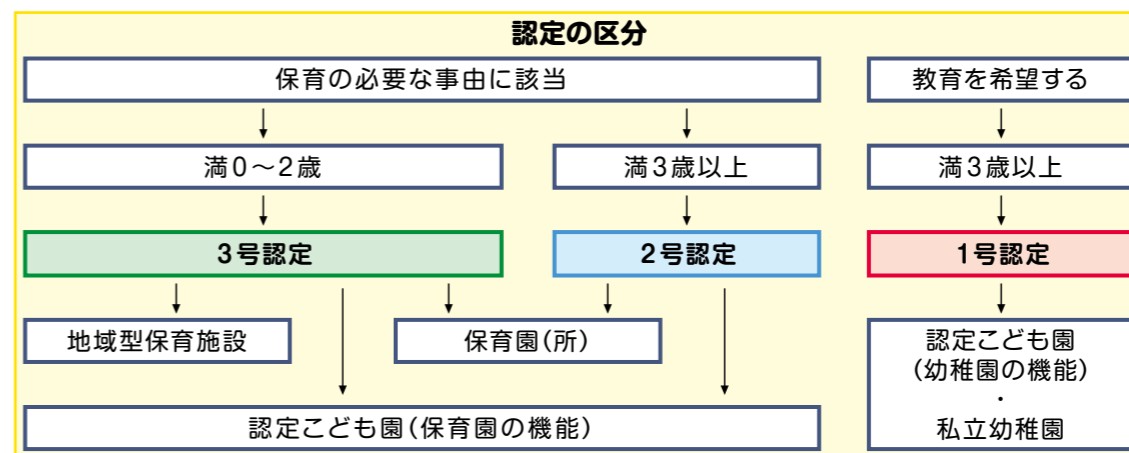 認定の区分
保育の必要な事由に該当
教育を希望する
満0～2歳
満3歳以上
満3歳以上
3号認定
2号認定
1号認定
地域型保育施設
保育園(所)
認定こども園
(幼稚園の機能)
・
私立幼稚園
認定こども園(保育園の機能)